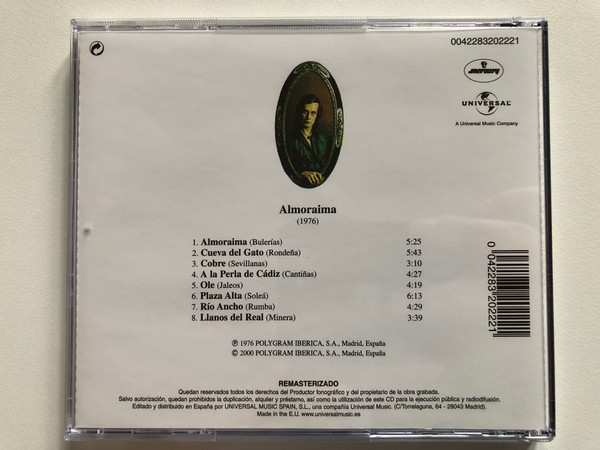 0042283202221
mercury
UNIVERSAL
A Universal Music Company
Almoraima
(1976)
1. Almoraima (Bulerías) 5:25
2. Cueva del Gato (Rondeña) 5:43
3. Cobre (Sevillanas) 3:10
4. A la Perla de Cádiz (Cantiñas) 4:27
5. Ole (Jaleos) 4:19
6. Plaza Alta (Soleá) 6:13
7. Río Ancho (Rumba) 4:29
8. Llanos del Real (Minera) 3:39
0 042283 202221
℗ 1976 POLYGRAM IBERICA, S.A., Madrid, España
© 2000 POLYGRAM IBERICA, S.A., Madrid, España
REMASTERIZADO
Quedan reservados todos los derechos del Productor fonográfico y del propietario de la obra grabada.
Salvo autorización, quedan prohibidos la duplicación, alquiler y préstamo, así como la utilización de este CD para la ejecución pública y radiodifusión.
Editado y distribuido en España por UNIVERSAL MUSIC SPAIN, S.L., una compañía Universal Music. (C/Torrelaguna, 64 - 28043 Madrid).
Made in the E.U. www.universalmusic.es